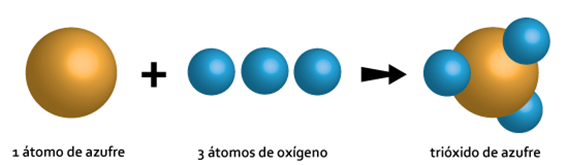 +
1 átomo de azufre
3 átomos de oxígeno
trióxido de azufre